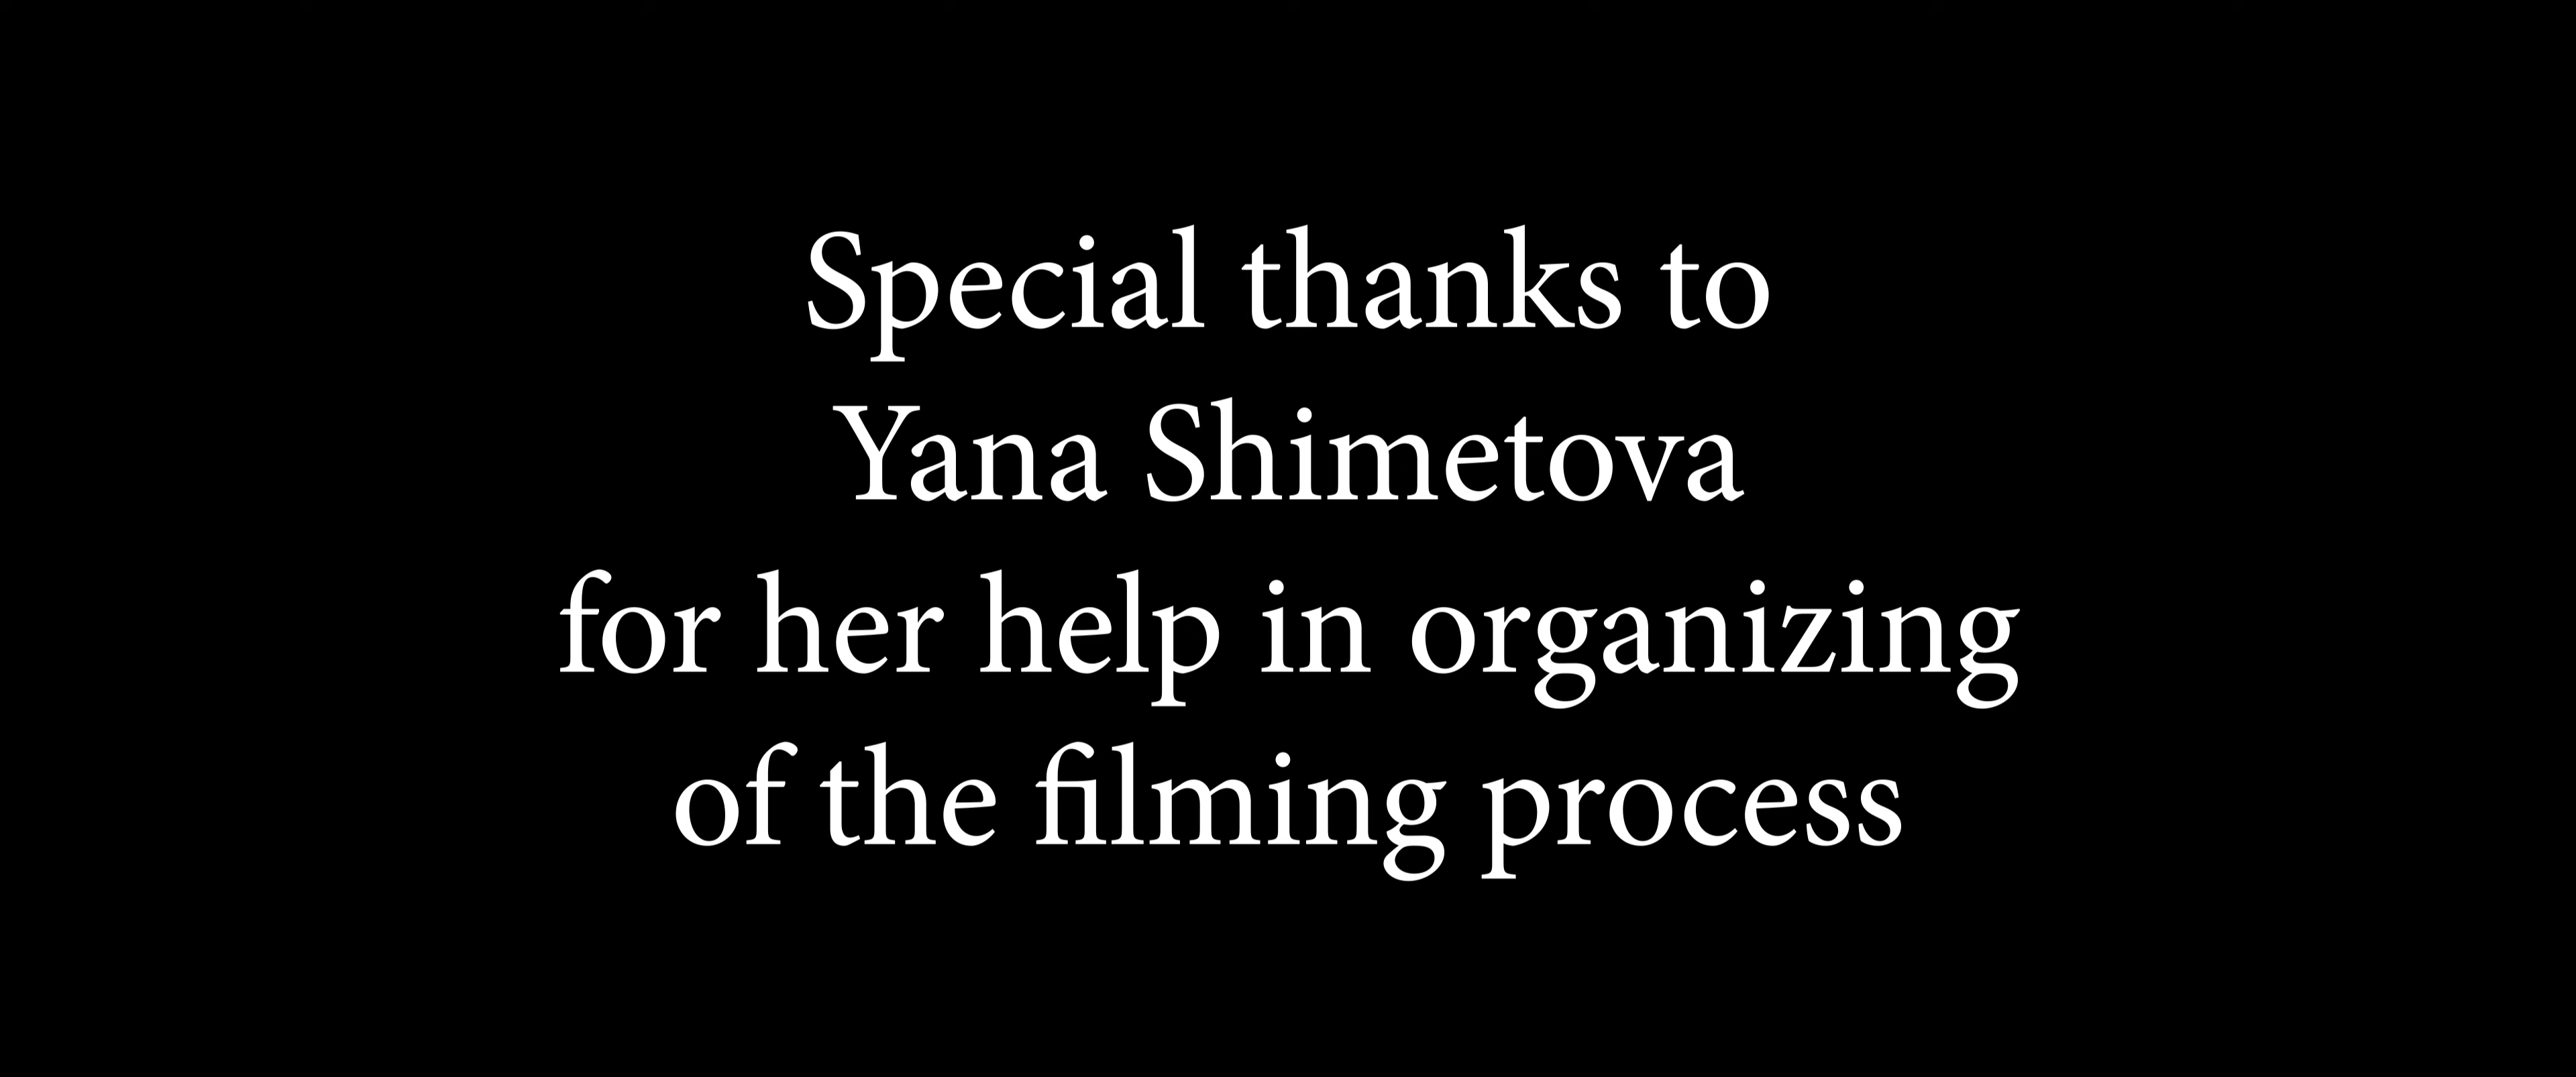 Special thanks to
Yana Shimetova
for her help in organizing
of the filming process